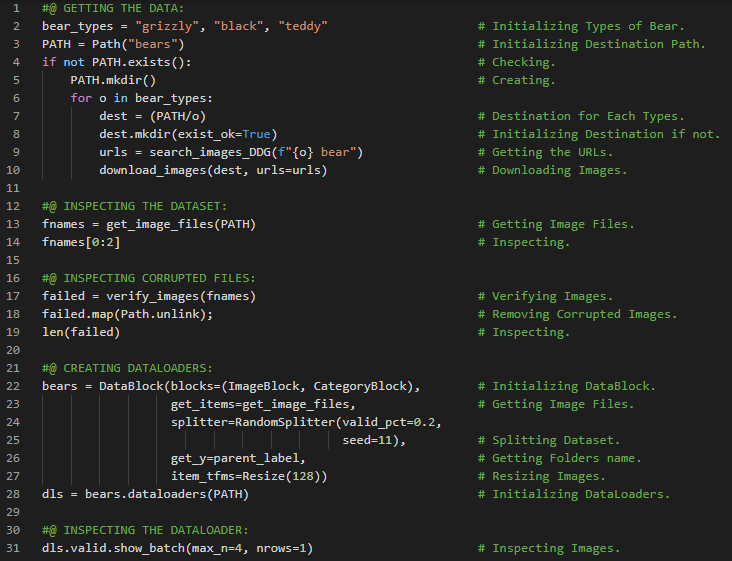 1 #@ GETTING THE DATA:
2 bear_types = "grizzly", "black", "teddy" # Initializing Types of Bear.
3 PATH = Path("bears") # Initializing Destination Path.
4 if not PATH.exists(): # Checking.
5 PATH.mkdir() # Creating.
6 for o in bear_types:
7 dest = (PATH/o) # Destination for Each Types.
8 dest.mkdir(exist_ok=True) # Initializing Destination if not.
9 urls = search_images_DDG(f"{o} bear") # Getting the URLs.
10 download_images(dest, urls=urls) # Downloading Images.
11
12 #@ INSPECTING THE DATASET:
13 fnames = get_image_files(PATH) # Getting Image Files.
14 fnames[0:2] # Inspecting.
15
16 #@ INSPECTING CORRUPTED FILES:
17 failed = verify_images(fnames) # Verifying Images.
18 failed.map(Path.unlink); # Removing Corrupted Images.
19 len(failed) # Inspecting.
20
21 #@ CREATING DATALOADERS:
22 bears = DataBlock(blocks=(ImageBlock, CategoryBlock), # Initializing DataBlock.
23 get_items=get_image_files, # Getting Image Files.
24 splitter=RandomSplitter(valid_pct=0.2,
25 seed=11), # Splitting Dataset.
26 get_y=parent_label, # Getting Folders name.
27 item_tfms=Resize(128)) # Resizing Images.
28 dls = bears.dataloaders(PATH) # Initializing DataLoaders.
29
30 #@ INSPECTING THE DATALOADER:
31 dls.valid.show_batch(max_n=4, nrows=1) # Inspecting Images.